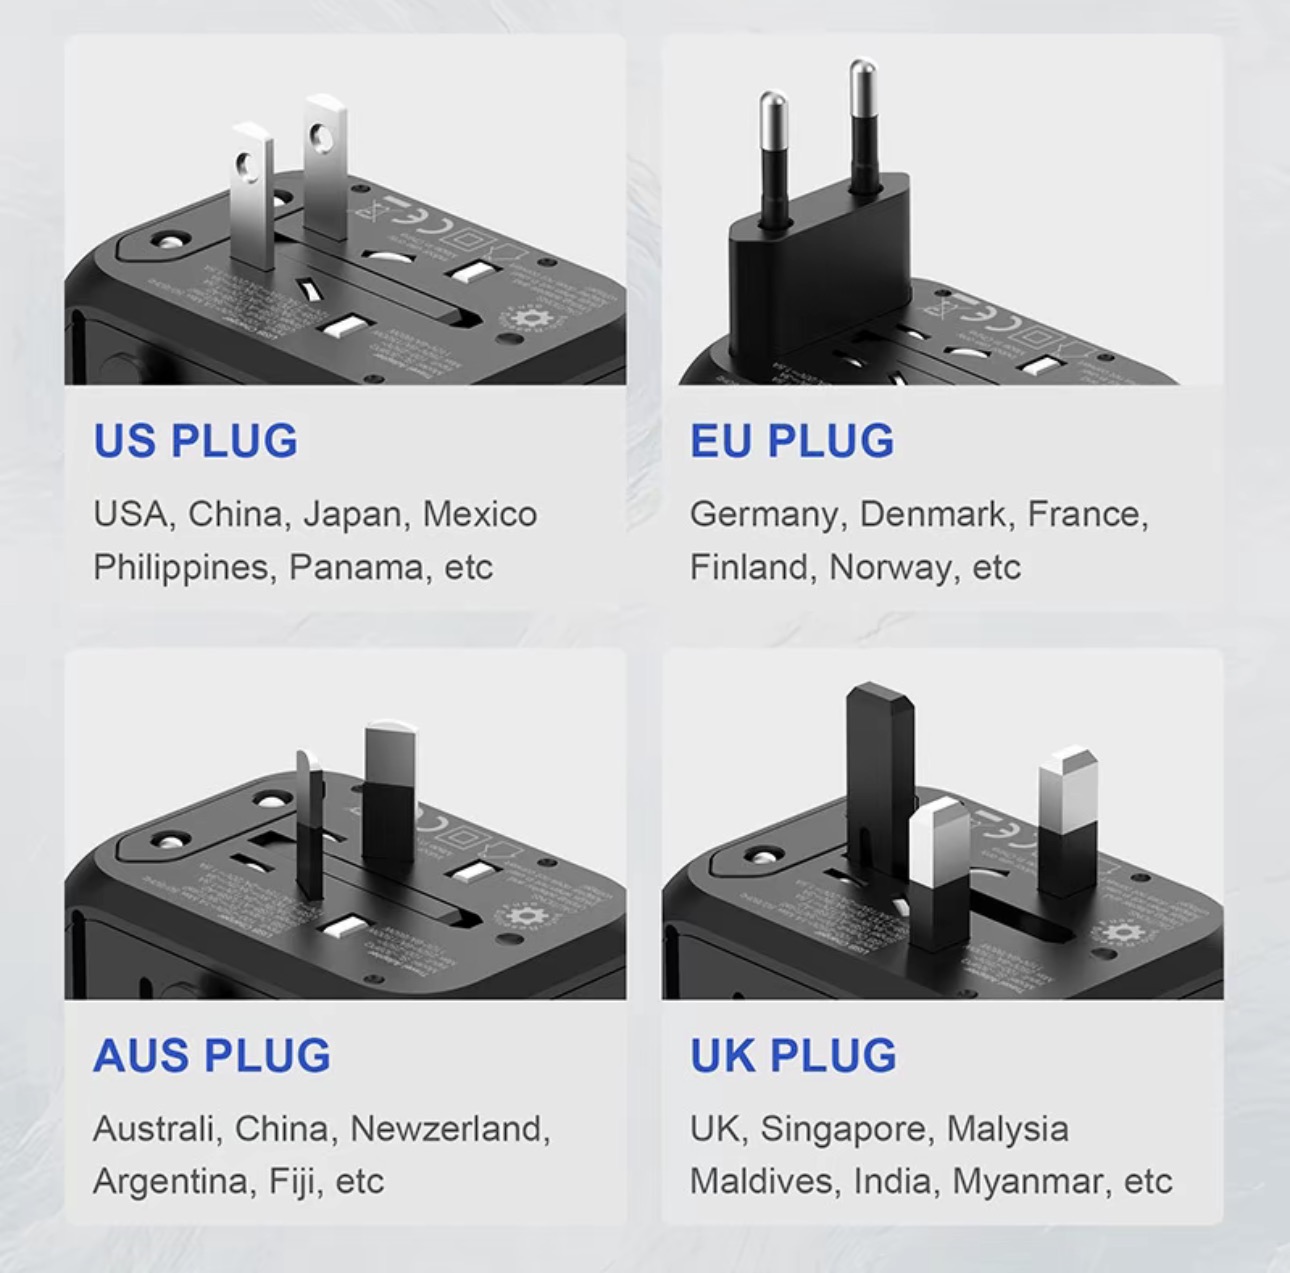 US PLUG
USA, China, Japan, Mexico
Philippines, Panama, etc
EU PLUG
Germany, Denmark, France,
Finland, Norway, etc
AUS PLUG
Australi, China, Newzerland,
Argentina, Fiji, etc
UK PLUG
UK, Singapore, Malysia
Maldives, India, Myanmar, etc